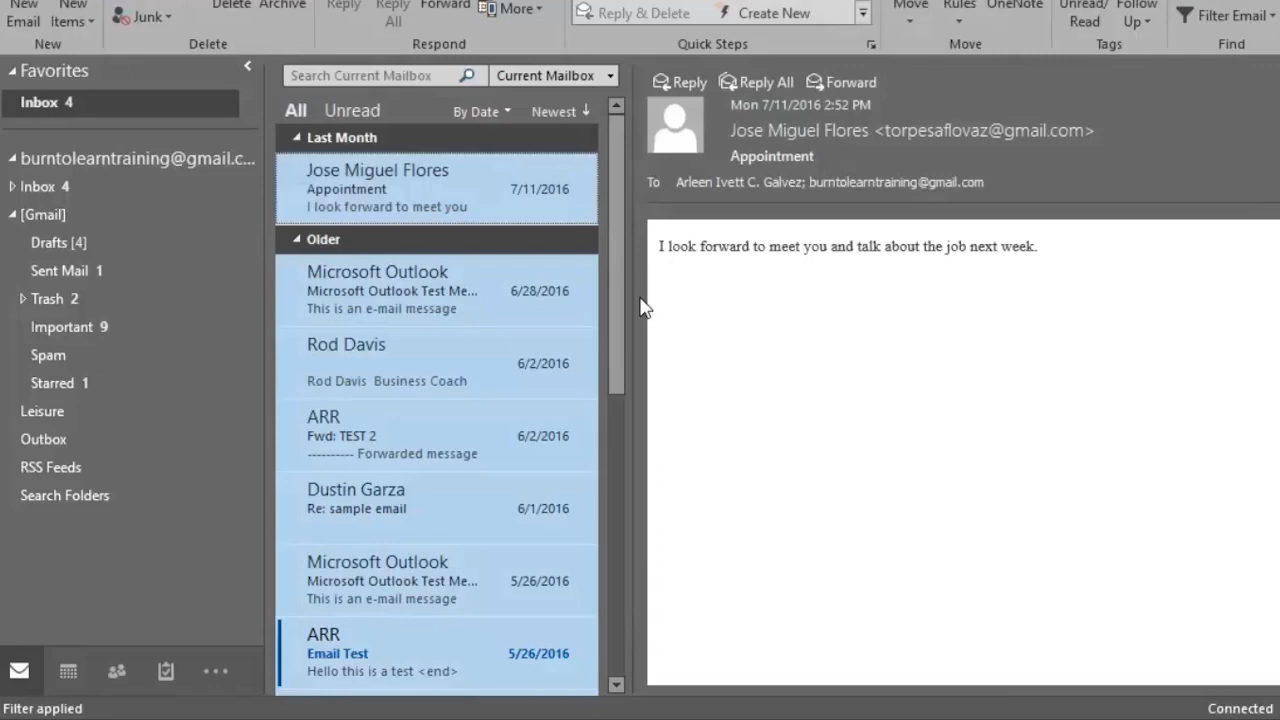 New
Email
New
Items
Junk
Delete
Archive
Reply
Reply
All
Forward
More
Reply & Delete
Create New
Move
Rules
OneNote
Unread/
Read
Follow
Up
Filter Email
New
Delete
Respond
Quick Steps
Move
Tags
Find
Favorites
Inbox 4
burntolearntraining@gmail.c...
Inbox 4
[Gmail]
Drafts [4]
Sent Mail 1
Trash 2
Important 9
Spam
Starred 1
Leisure
Outbox
RSS Feeds
Search Folders
Search Current Mailbox
Current Mailbox
All Unread
By Date Newest
Last Month
Jose Miguel Flores
Appointment 7/11/2016
I look forward to meet you
Older
Microsoft Outlook
Microsoft Outlook Test Me... 6/28/2016
This is an e-mail message
Rod Davis
6/2/2016
Rod Davis Business Coach
ARR
Fwd: TEST 2 6/2/2016
---------- Forwarded message
Dustin Garza
Re: sample email 6/1/2016
Microsoft Outlook
Microsoft Outlook Test Me... 5/26/2016
This is an e-mail message
ARR
Email Test 5/26/2016
Hello this is a test <end>
Reply Reply All Forward
Mon 7/11/2016 2:52 PM
Jose Miguel Flores <torpesaflovaz@gmail.com>
Appointment
To Arleen Ivett C. Galvez; burntolearntraining@gmail.com
I look forward to meet you and talk about the job next week.
Filter applied
Connected